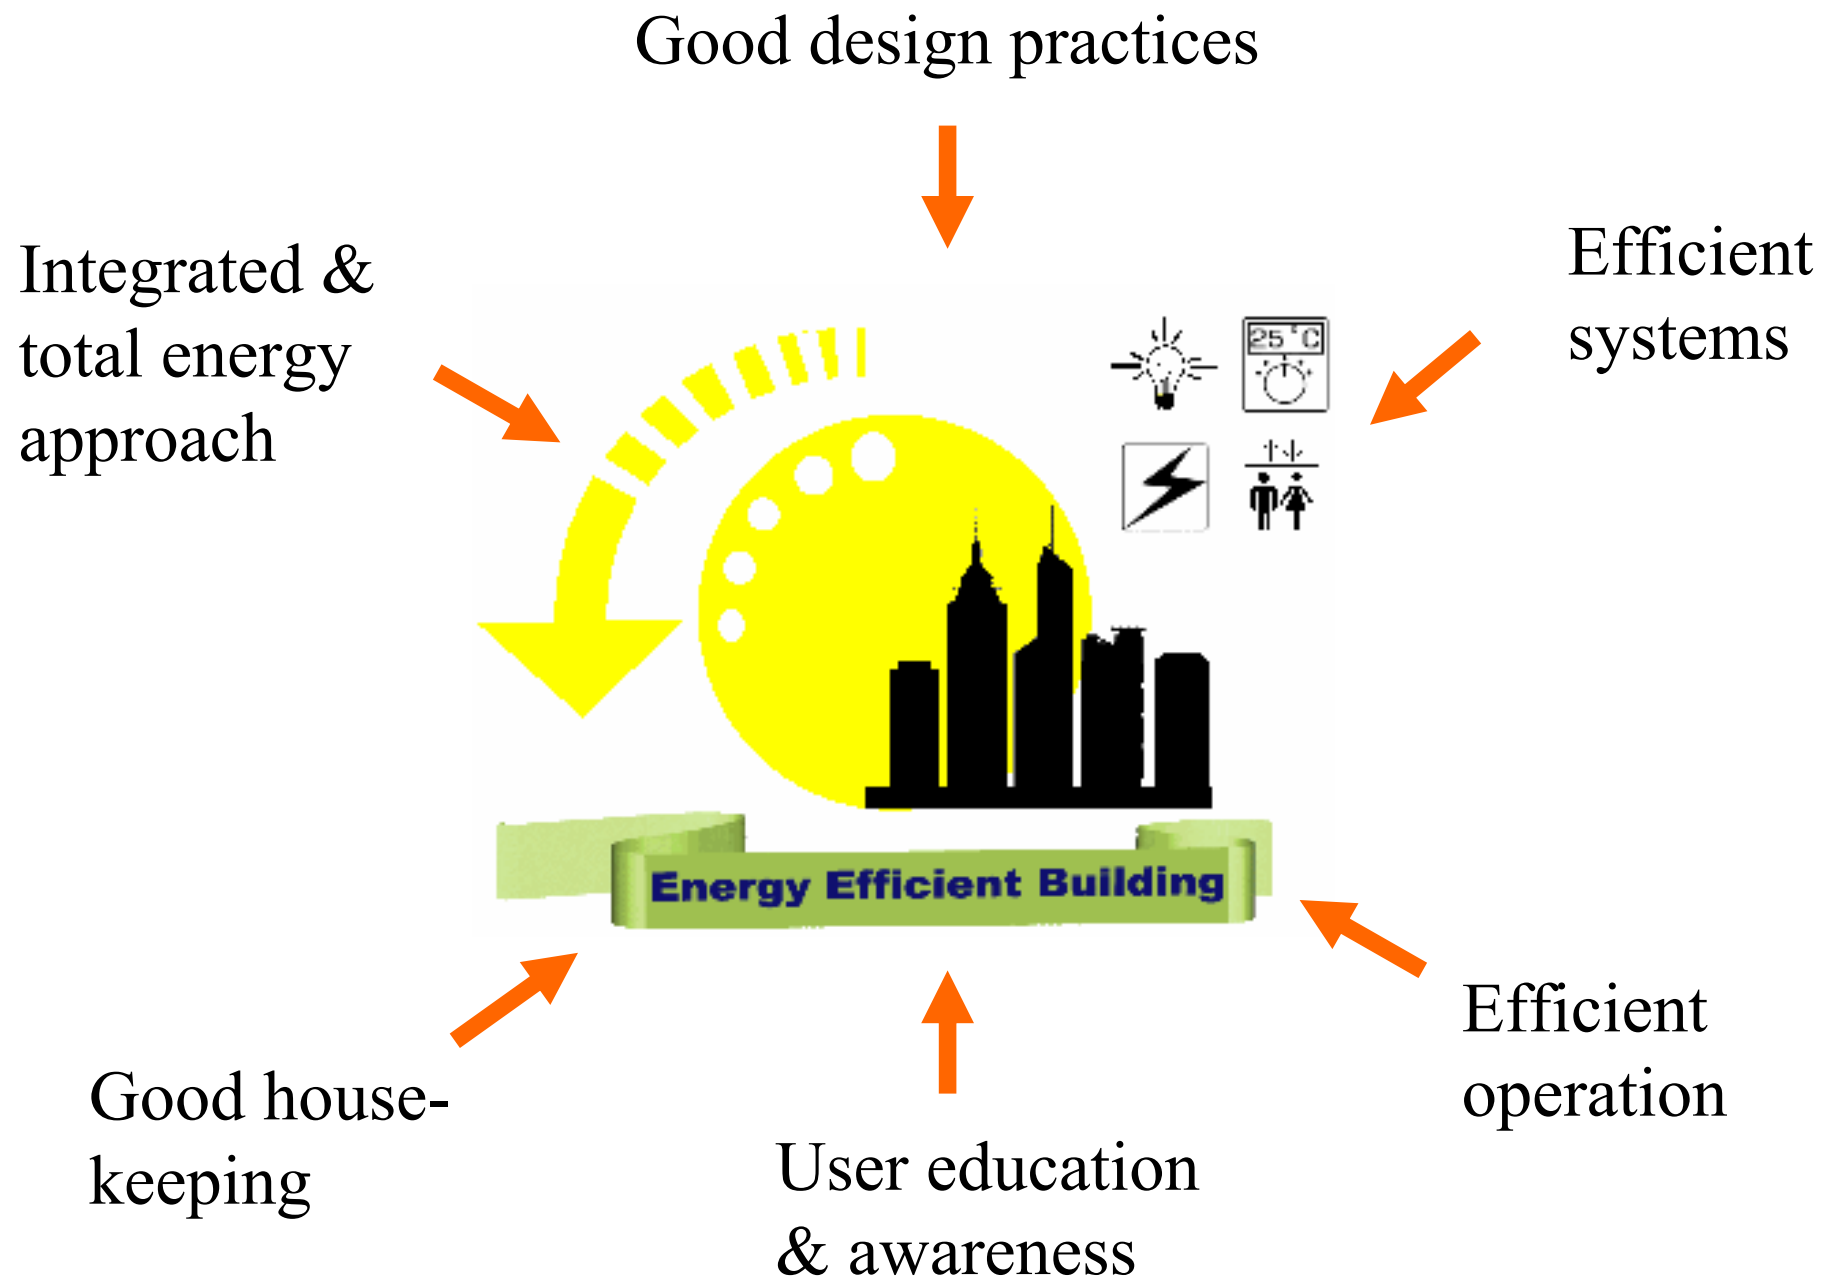 Good design practices
Integrated &
total energy
approach
Efficient
systems
25°C
Energy Efficient Building
Good house-
keeping
User education
& awareness
Efficient
operation